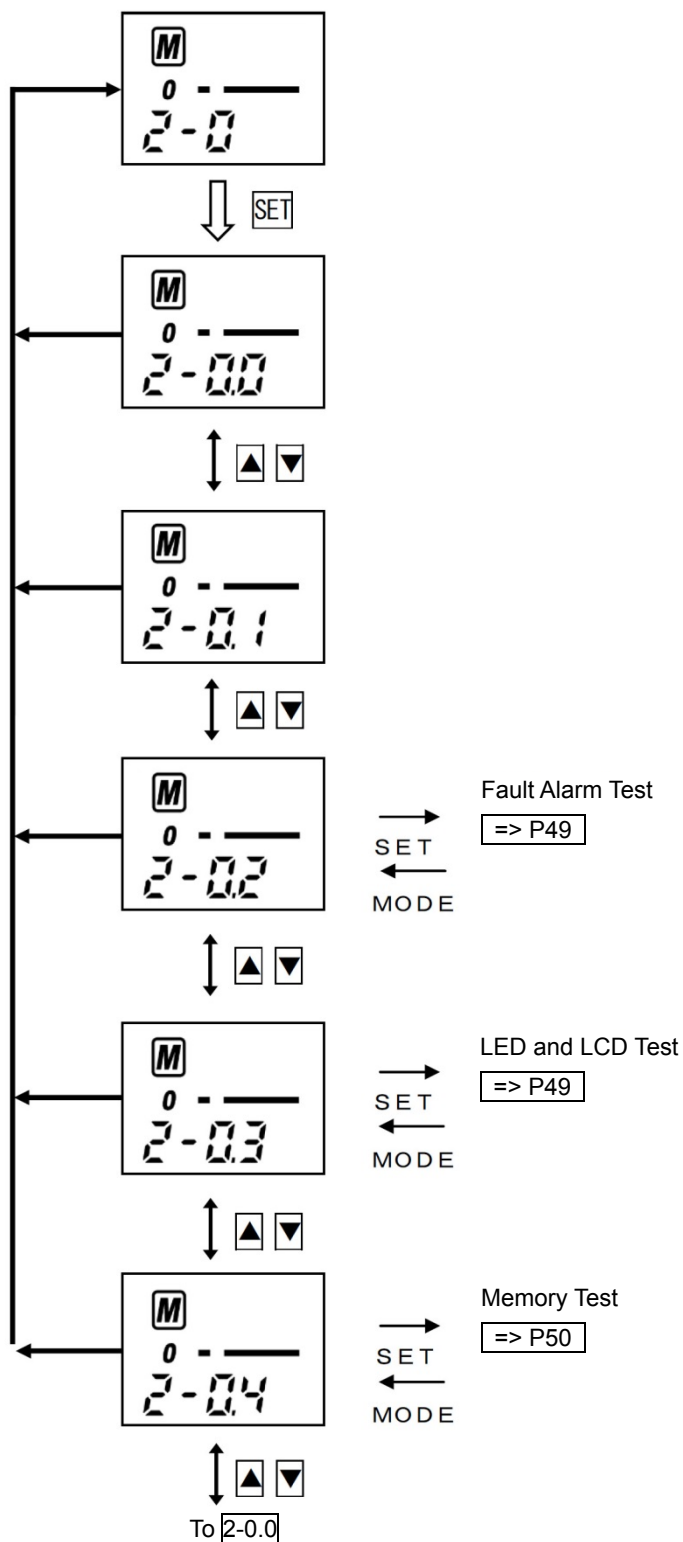 M
0 - —
2-0
SET
M
0 - —
2-0.0
▲ ▼
M
0 - —
2-0.1
▲ ▼
M
0 - —
2-0.2
Fault Alarm Test
=> P49
SET
MODE
▲ ▼
M
0 - —
2-0.3
LED and LCD Test
=> P49
SET
MODE
▲ ▼
M
0 - —
2-0.4
Memory Test
=> P50
SET
MODE
▲ ▼
To 2-0.0